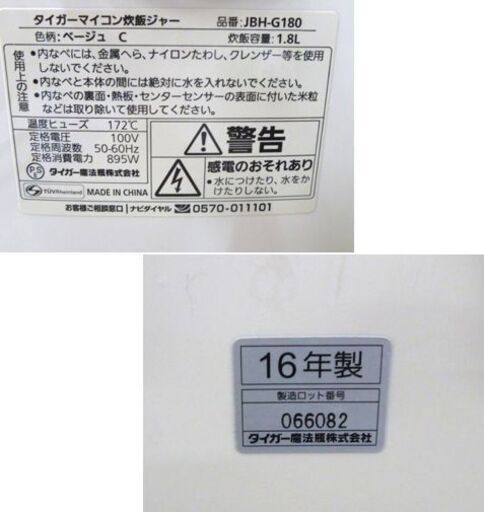 タイガーマイコン炊飯ジャー 品番：JBH-G180
色柄：ベージュ C 炊飯容量：1.8L
使用上の注意
・内なべには、金属へら、ナイロンたわし、クレンザー等を使用しないでください。
・内なべと本体の間には絶対に水を入れないでください。
・内なべの裏面・熱板・センターセンサーの表面に付いた米粒などは取り除いて使用してください。
温度ヒューズ 172℃
定格電圧 100V
定格周波数 50-60Hz
定格消費電力 895W
PS E
タイガー魔法瓶株式会社
TÜVRheinland MADE IN CHINA
警告
感電のおそれあり
・水につけたり、水をかけたりしない。
お客様ご相談窓口 ナビダイヤル 0570-011101
16年製
製造ロット番号
066082
タイガー魔法瓶株式会社